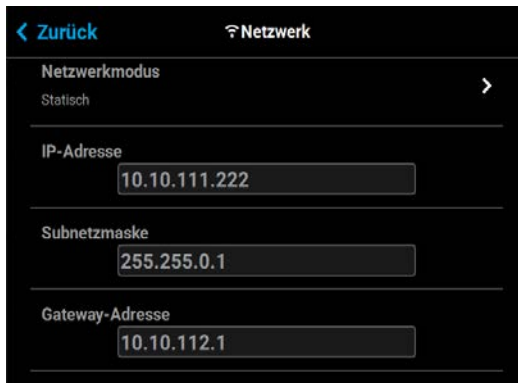 Zurück
Netzwerk
Netzwerkmodus
Statisch
IP-Adresse
10.10.111.222
Subnetzmaske
255.255.0.1
Gateway-Adresse
10.10.112.1